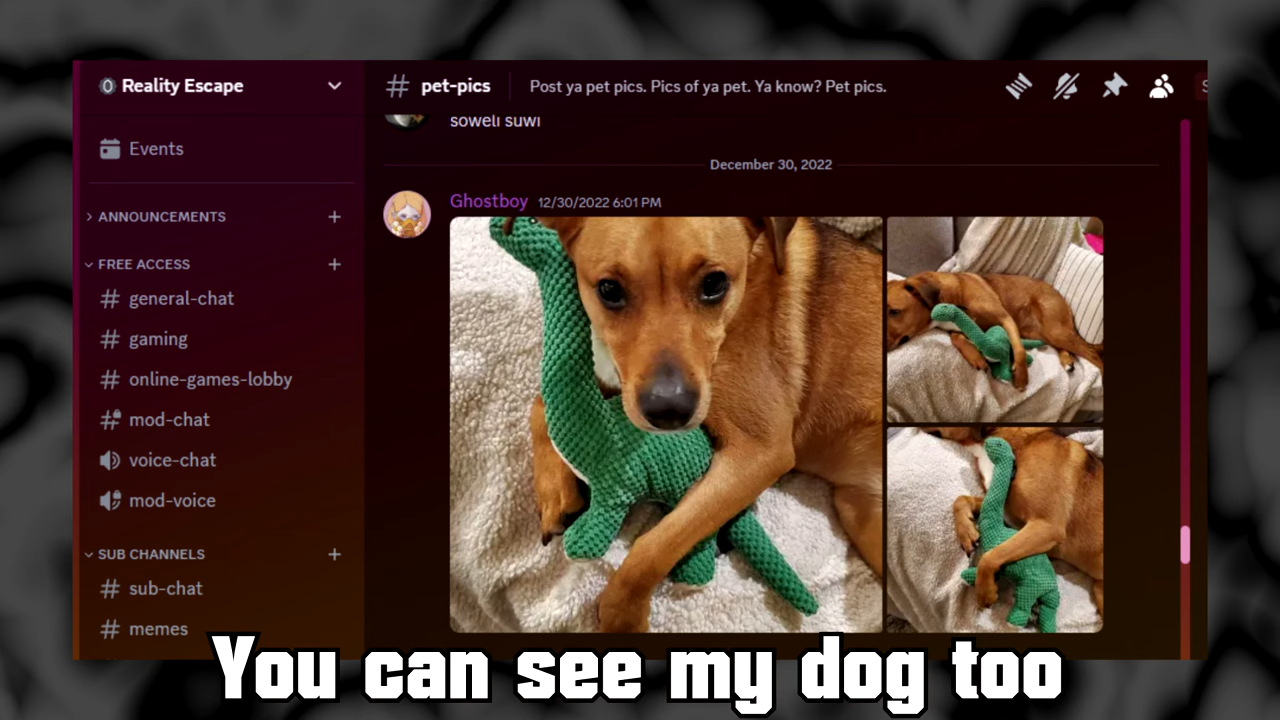 Reality Escape
pet-pics
Post ya pet pics. Pics of ya pet. Ya know? Pet pics.
Events
ANNOUNCEMENTS
FREE ACCESS
general-chat
gaming
online-games-lobby
mod-chat
voice-chat
mod-voice
SUB CHANNELS
sub-chat
memes
soweli suwi
December 30, 2022
Ghostboy 12/30/2022 6:01 PM
You can see my dog too